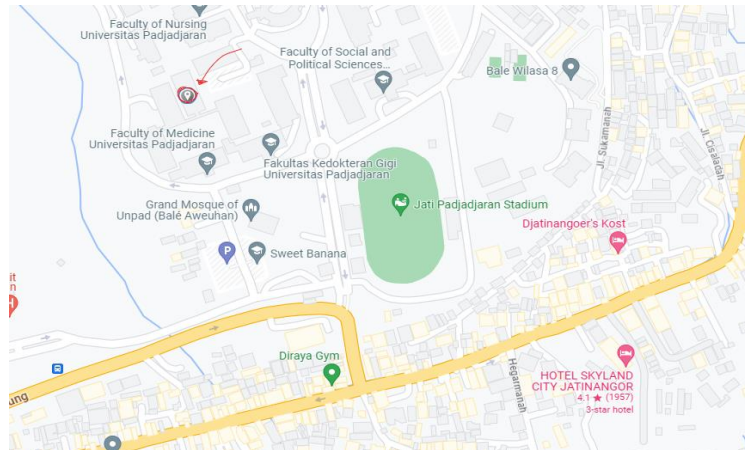 Faculty of Nursing
Universitas Padjadjaran
Faculty of Social and
Political Sciences...
Bale Wilasa 8
Faculty of Medicine
Universitas Padjadjaran
Fakultas Kedokteran Gigi
Universitas Padjadjaran
Jl. Sukamanah
Jl. Cisaladah
Grand Mosque of
Unpad (Balé Aweuhan)
Jati Padjadjaran Stadium
Djatinangoer's Kost
P
Sweet Banana
it
n
H
Diraya Gym
Hegarmanah
HOTEL SKYLAND
CITY JATINANGOR
4.1 ★ (1957)
3-star hotel
ung